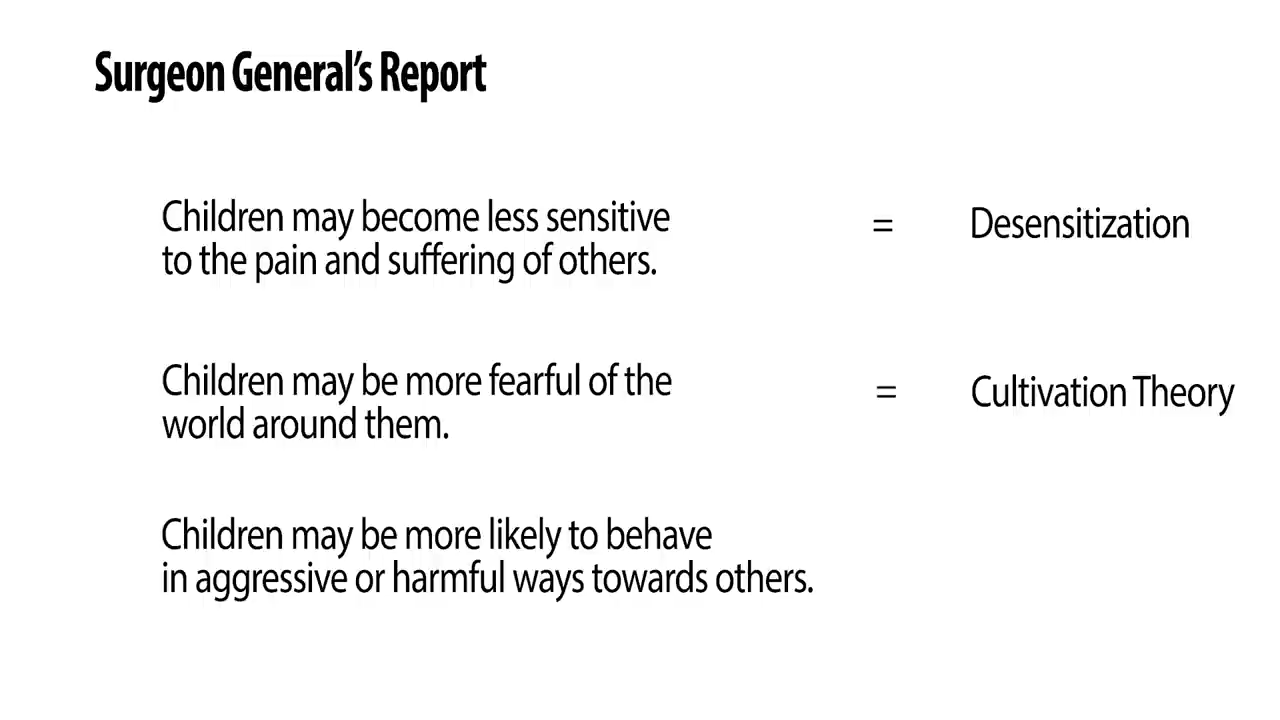 Surgeon General's Report
Children may become less sensitive
to the pain and suffering of others.
= Desensitization
Children may be more fearful of the
world around them.
= Cultivation Theory
Children may be more likely to behave
in aggressive or harmful ways towards others.